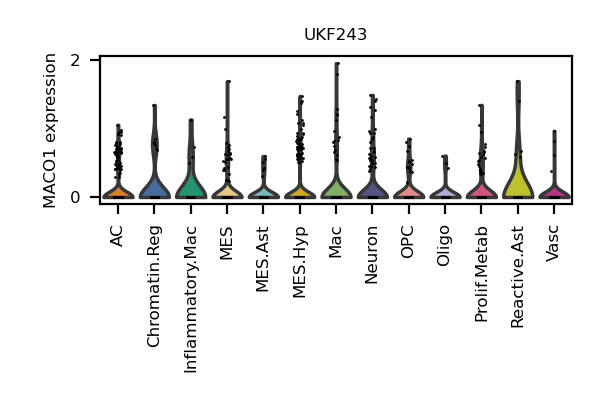 UKF243
MACO1 expression
2
0
AC
Chromatin.Reg
Inflammatory.Mac
MES
MES.Ast
MES.Hyp
Mac
Neuron
OPC
Oligo
Prolif.Metab
Reactive.Ast
Vasc